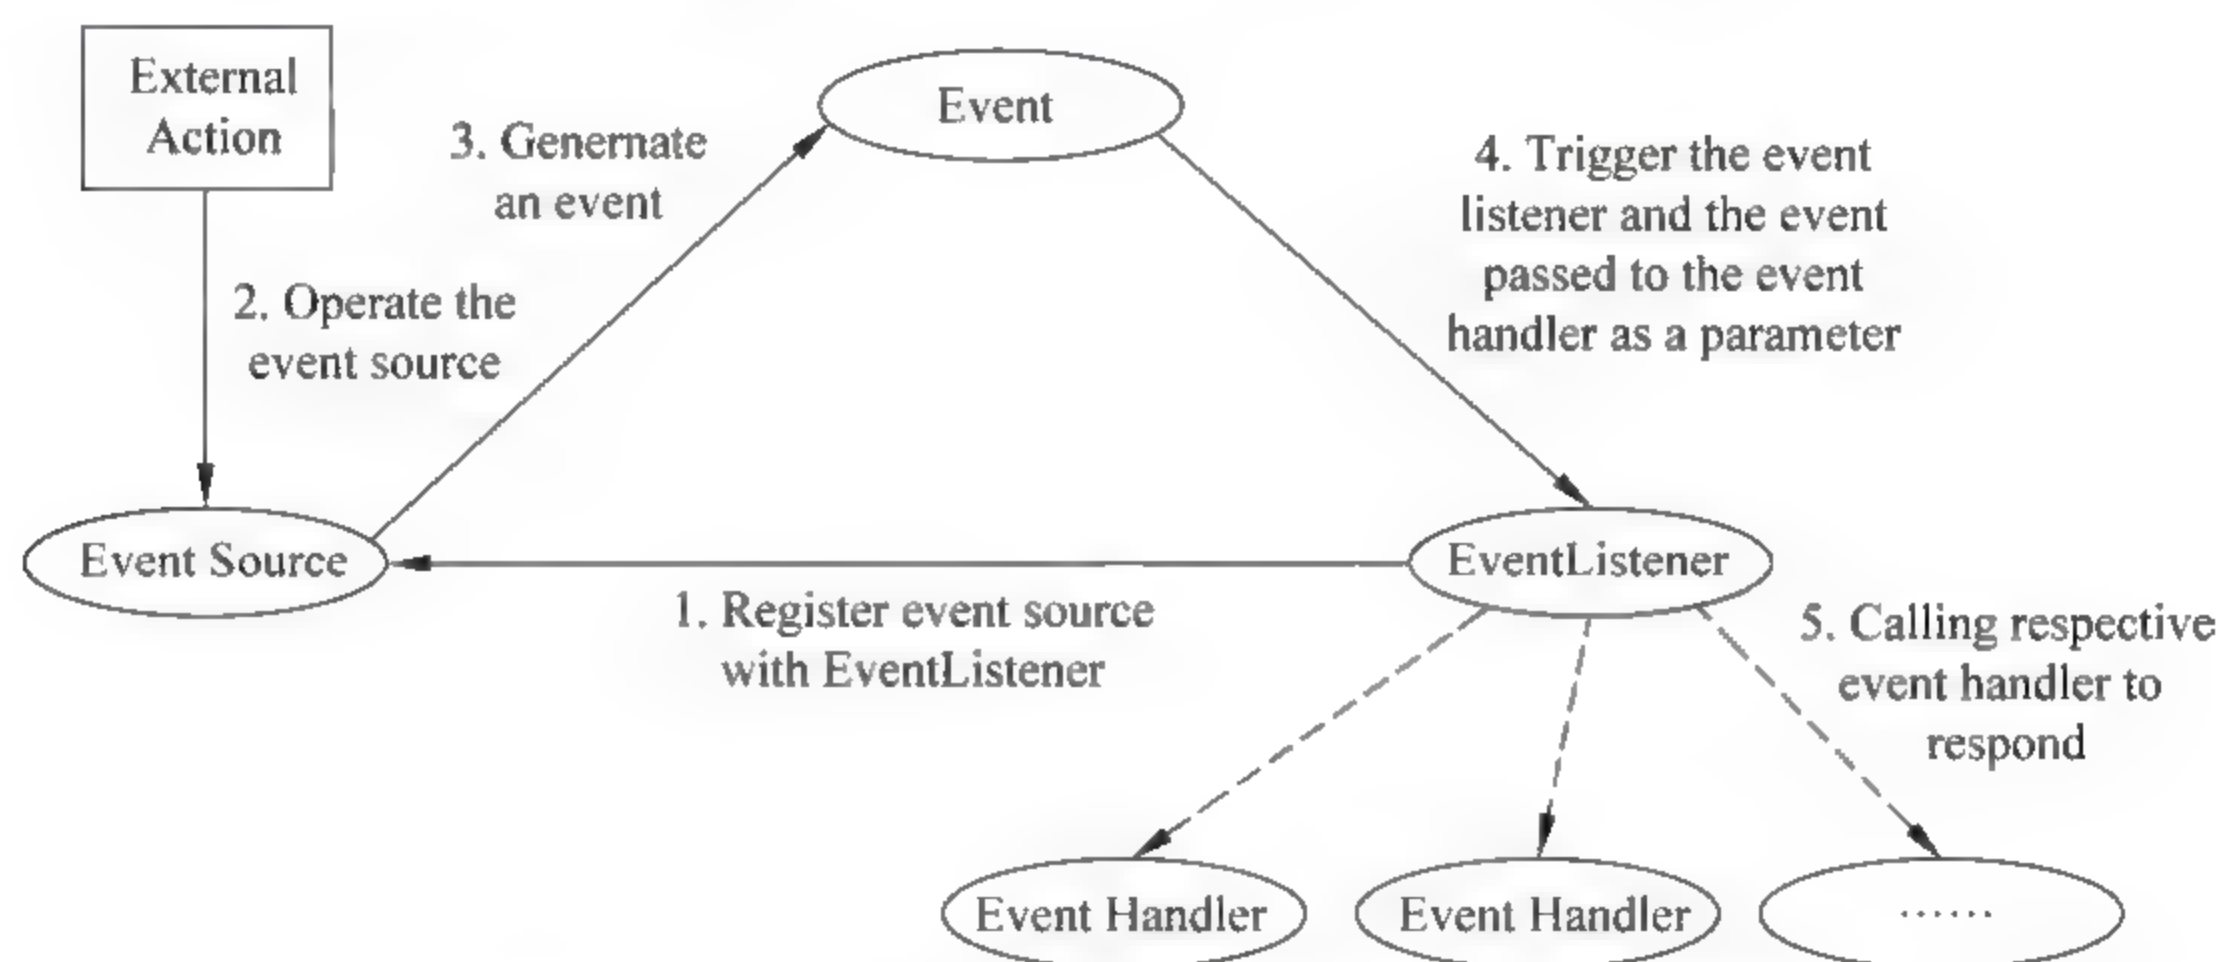 External
Action
Event
3. Genernate
an event
4. Trigger the event
listener and the event
passed to the event
handler as a parameter
2. Operate the
event source
Event Source
EventListener
1. Register event source
with EventListener
5. Calling respective
event handler to
respond
Event Handler
Event Handler
······